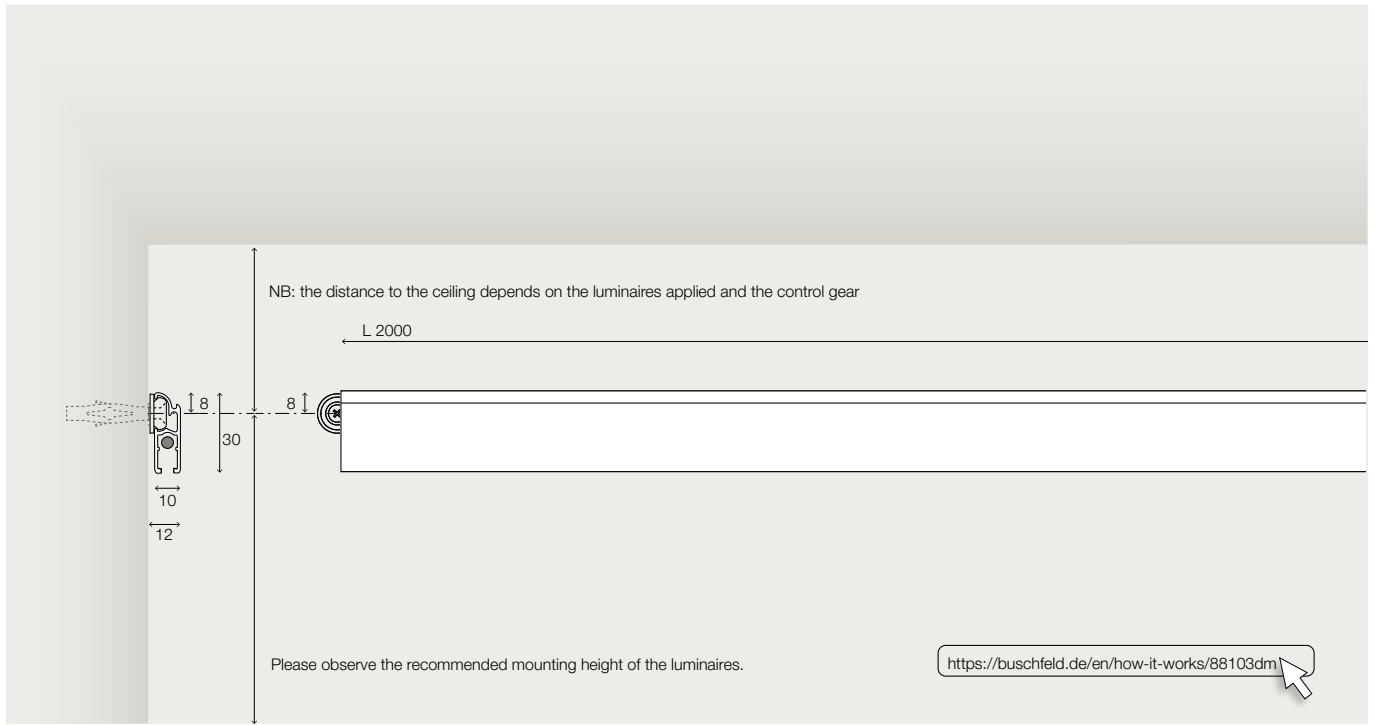 NB: the distance to the ceiling depends on the luminaires applied and the control gear
L 2000
8
8
30
10
12
Please observe the recommended mounting height of the luminaires.
https://buschfeld.de/en/how-it-works/88103dm